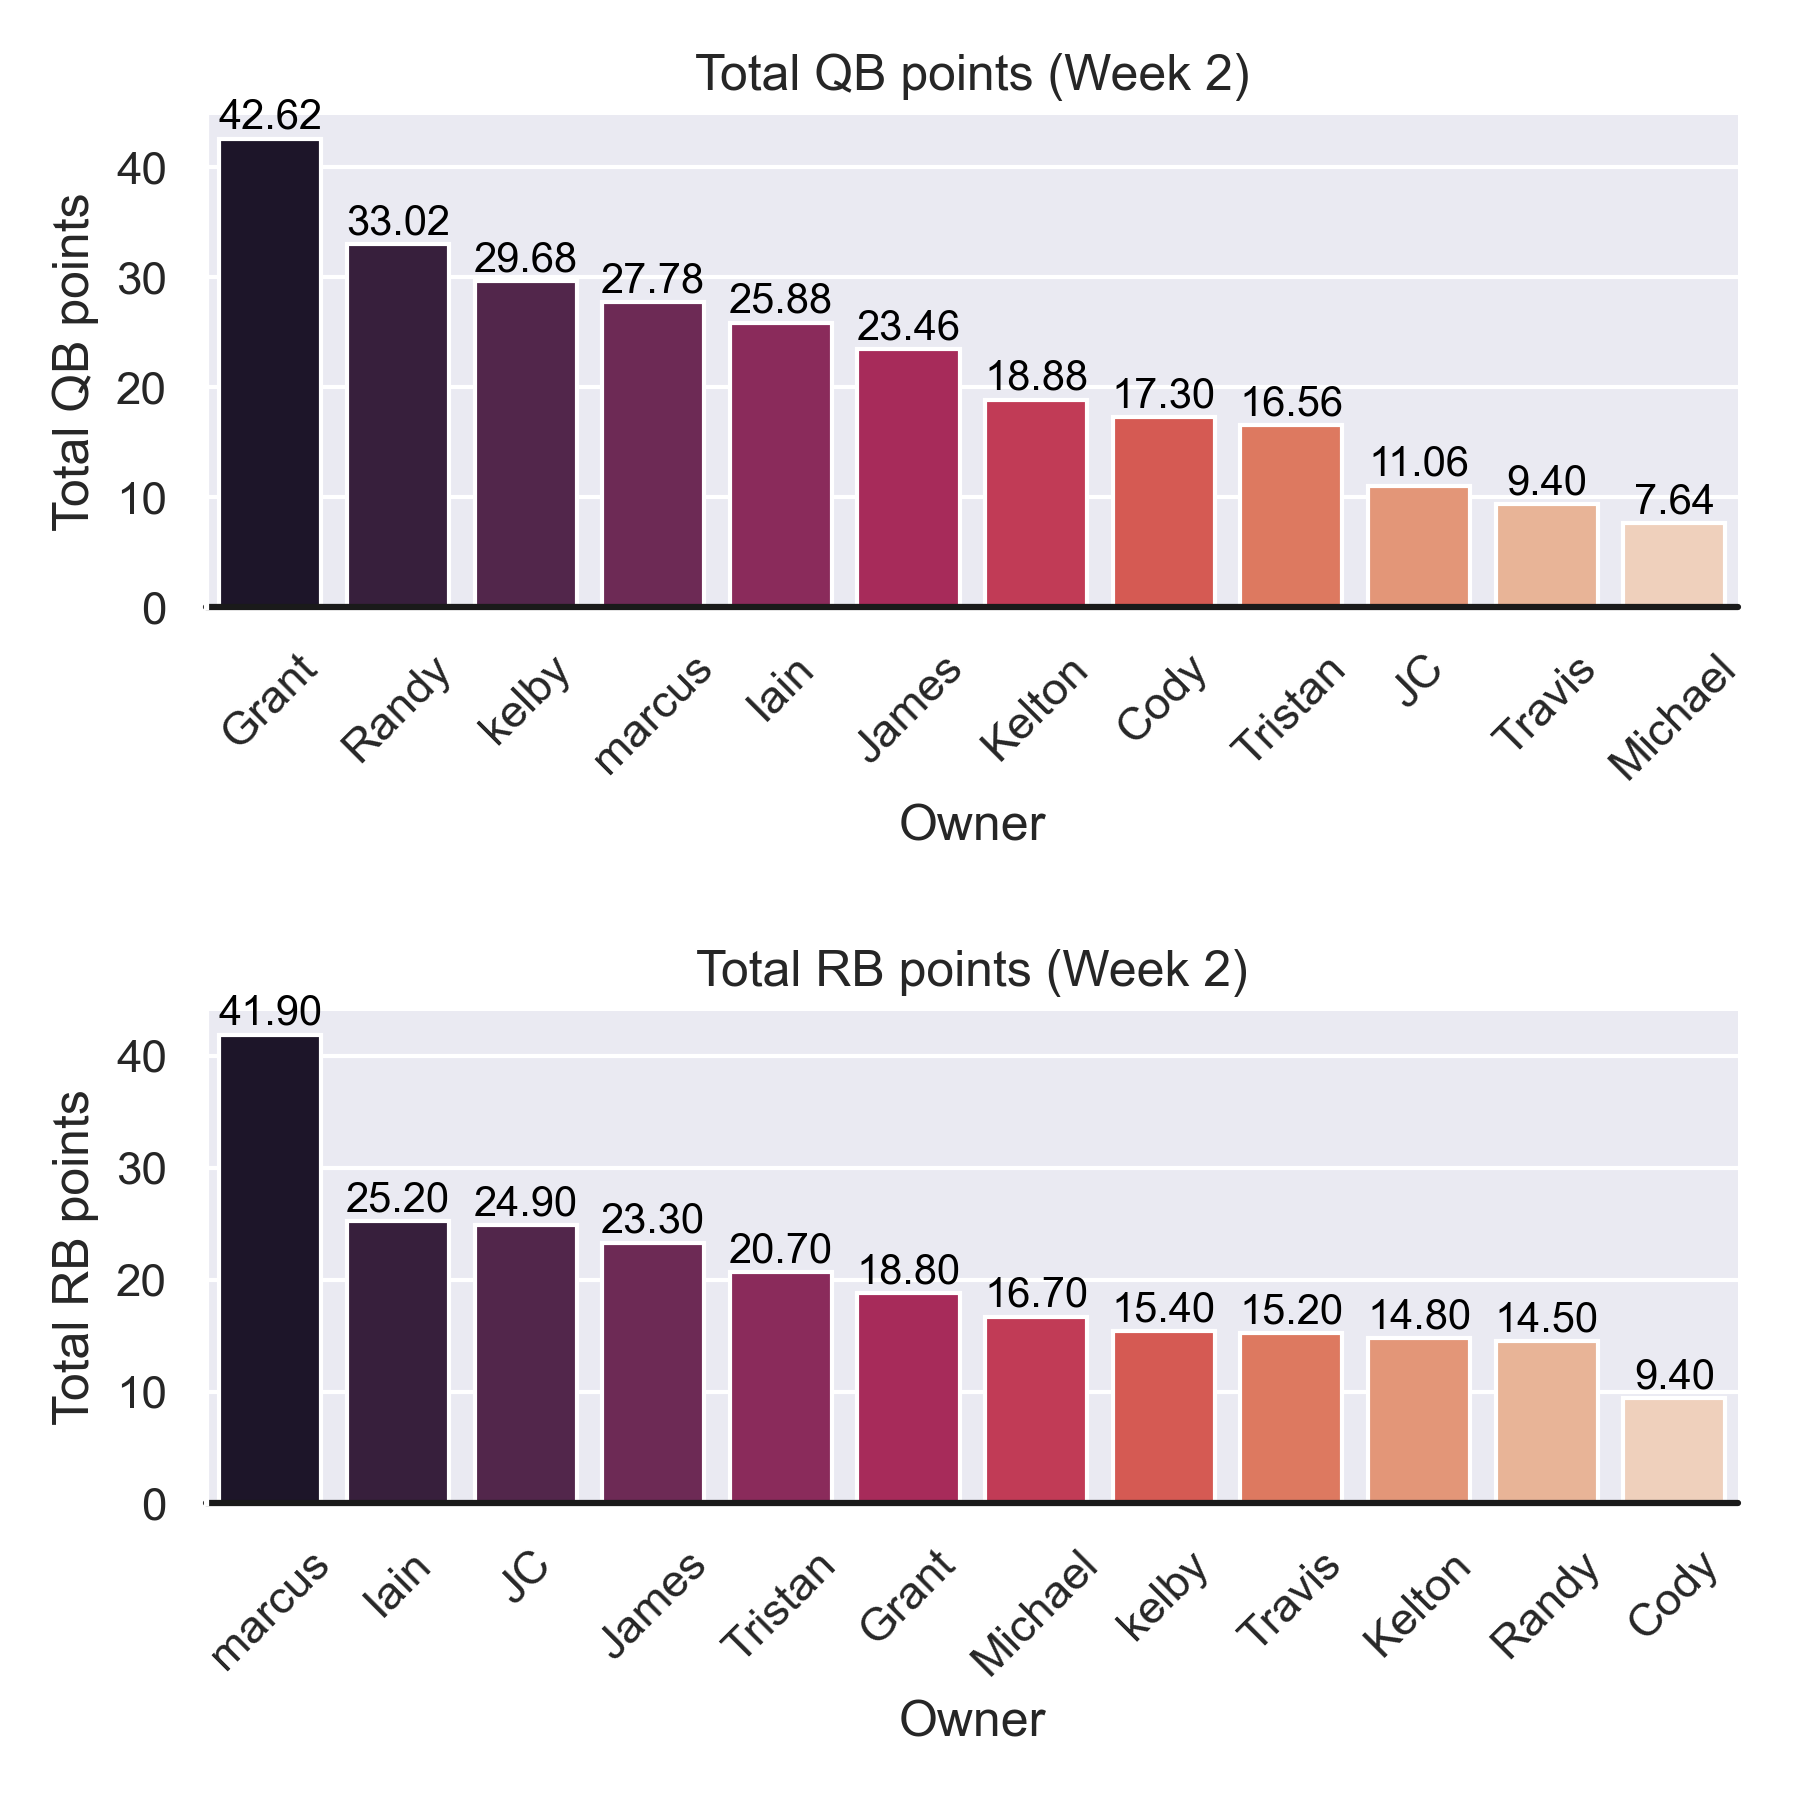 Total QB points (Week 2)
42.62
33.02
29.68
27.78
25.88
23.46
18.88
17.30
16.56
11.06
9.40
7.64
40
30
20
10
0
Total QB points
Grant
Randy
kelby
marcus
Iain
James
Kelton
Cody
Tristan
JC
Travis
Michael
Owner
Total RB points (Week 2)
41.90
25.20
24.90
23.30
20.70
18.80
16.70
15.40
15.20
14.80
14.50
9.40
40
30
20
10
0
Total RB points
marcus
Iain
JC
James
Tristan
Grant
Michael
kelby
Travis
Kelton
Randy
Cody
Owner